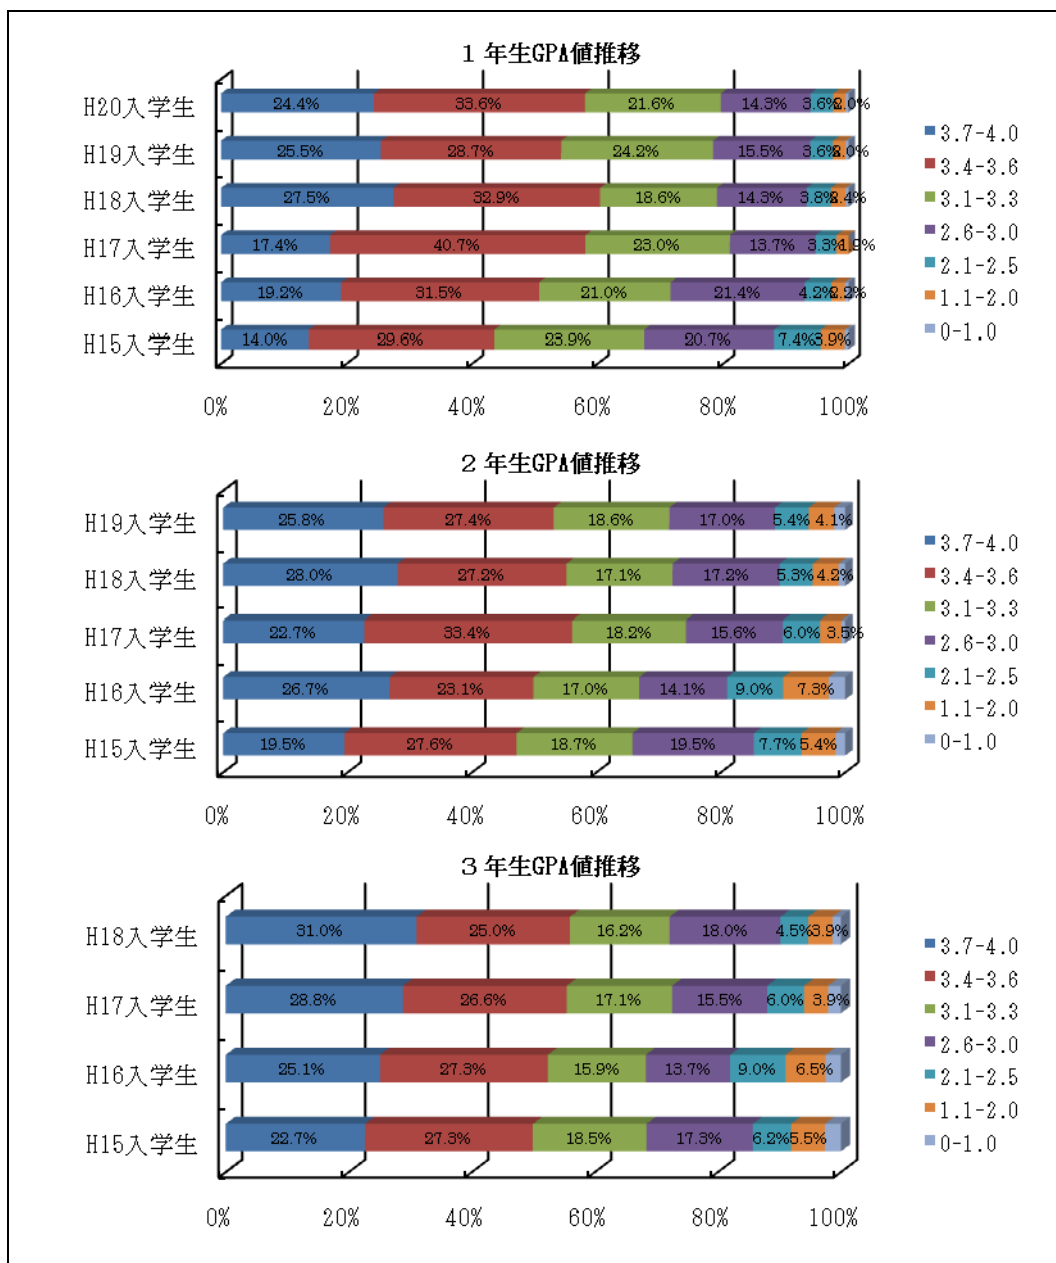 1 年生GPA値推移
H20入学生 24.4% 33.6% 21.6% 14.3% 3.6% 2.0%
H19入学生 25.5% 28.7% 24.2% 15.5% 3.6% 2.0%
H18入学生 27.5% 32.9% 18.6% 14.3% 3.8% 2.4%
H17入学生 17.4% 40.7% 23.0% 13.7% 3.3% 1.9%
H16入学生 19.2% 31.5% 21.0% 21.4% 4.2% 2.2%
H15入学生 14.0% 29.6% 23.9% 20.7% 7.4% 3.9%
0% 20% 40% 60% 80% 100%
3.7-4.0
3.4-3.6
3.1-3.3
2.6-3.0
2.1-2.5
1.1-2.0
0-1.0
2 年生GPA値推移
H19入学生 25.8% 27.4% 18.6% 17.0% 5.4% 4.1%
H18入学生 28.0% 27.2% 17.1% 17.2% 5.3% 4.2%
H17入学生 22.7% 33.4% 18.2% 15.6% 6.0% 3.5%
H16入学生 26.7% 23.1% 17.0% 14.1% 9.0% 7.3%
H15入学生 19.5% 27.6% 18.7% 19.5% 7.7% 5.4%
0% 20% 40% 60% 80% 100%
3.7-4.0
3.4-3.6
3.1-3.3
2.6-3.0
2.1-2.5
1.1-2.0
0-1.0
3 年生GPA値推移
H18入学生 31.0% 25.0% 16.2% 18.0% 4.5% 3.9%
H17入学生 28.8% 26.6% 17.1% 15.5% 6.0% 3.9%
H16入学生 25.1% 27.3% 15.9% 13.7% 9.0% 6.5%
H15入学生 22.7% 27.3% 18.5% 17.3% 6.2% 5.5%
0% 20% 40% 60% 80% 100%
3.7-4.0
3.4-3.6
3.1-3.3
2.6-3.0
2.1-2.5
1.1-2.0
0-1.0